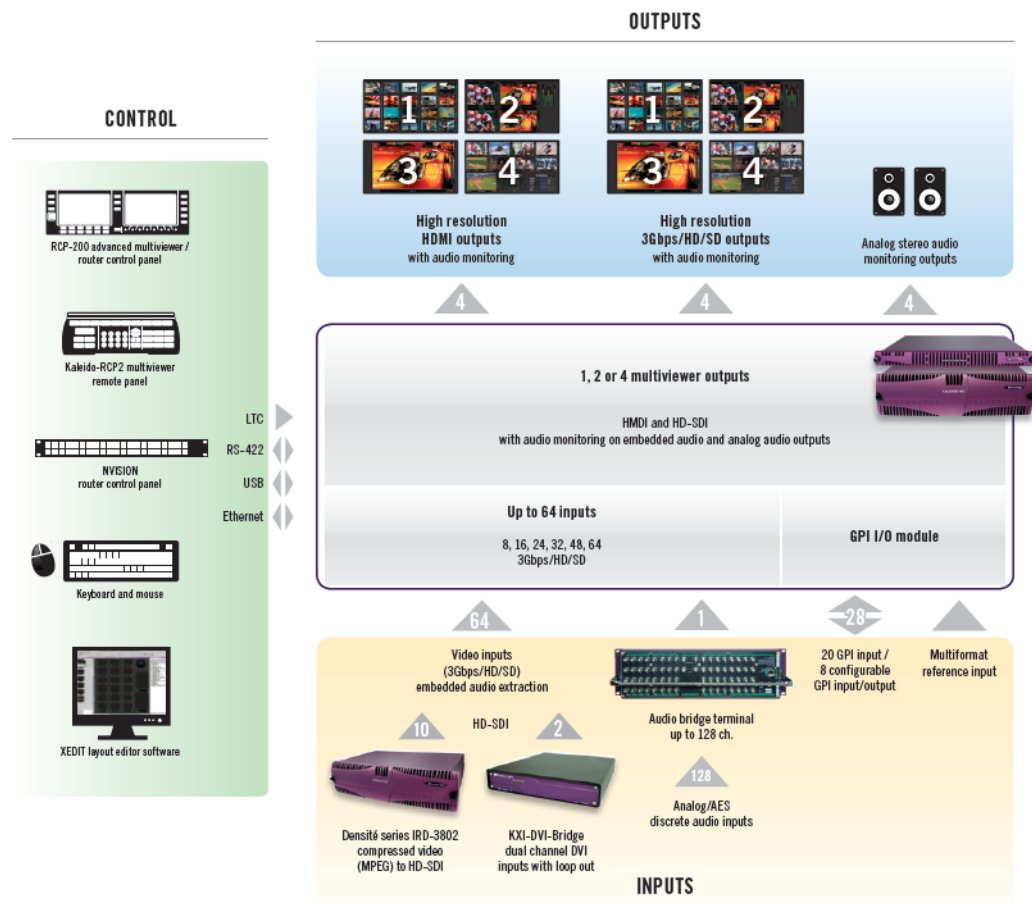 OUTPUTS
CONTROL
1
2
3
4
1
2
3
4
High resolution
HDMI outputs
with audio monitoring
High resolution
3Gbps/HD/SD outputs
with audio monitoring
Analog stereo audio
monitoring outputs
4
4
4
RCP-200 advanced multiviewer /
router control panel
Kaleido-RCP2 multiviewer
remote panel
NVISION
router control panel
Keyboard and mouse
XEDIT layout editor software
LTC
RS-422
USB
Ethernet
1, 2 or 4 multiviewer outputs
HMDI and HD-SDI
with audio monitoring on embedded audio and analog audio outputs
Up to 64 inputs
8, 16, 24, 32, 48, 64
3Gbps/HD/SD
GPI I/O module
64
1
28
Video inputs
(3Gbps/HD/SD)
embedded audio extraction
HD-SDI
10
2
Densité series IRD-3802
compressed video
(MPEG) to HD-SDI
KXI-DVI-Bridge
dual channel DVI
inputs with loop out
Audio bridge terminal
up to 128 ch.
128
Analog/AES
discrete audio inputs
20 GPI input /
8 configurable
GPI input/output
Multiformat
reference input
INPUTS